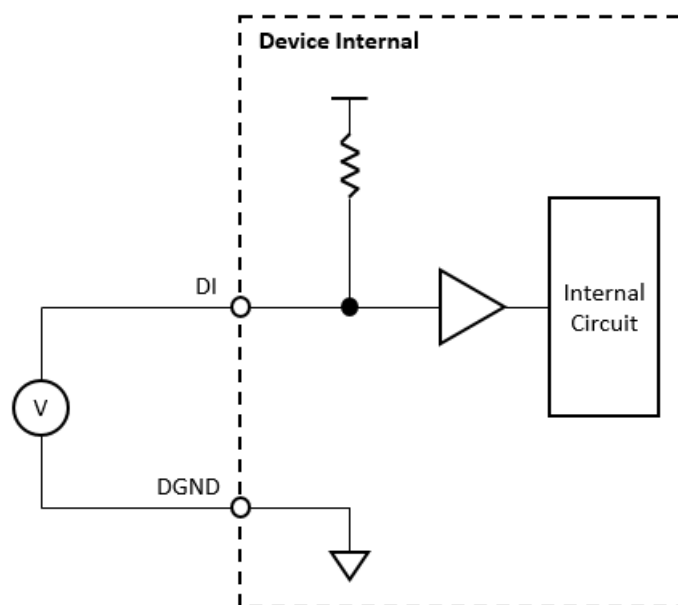 Device Internal
DI
Internal
Circuit
V
DGND